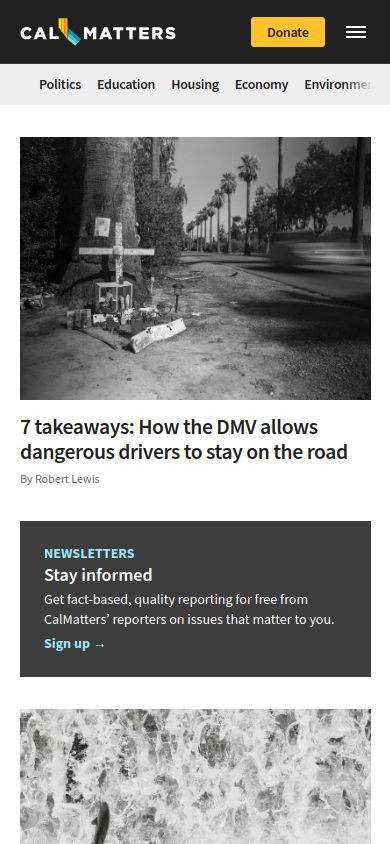 CAL MATTERS
Donate
Politics Education Housing Economy
7 takeaways: How the DMV allows
dangerous drivers to stay on the road
By Robert Lewis
NEWSLETTERS
Stay informed
Get fact-based, quality reporting for free from
CalMatters’ reporters on issues that matter to you.
Sign up →